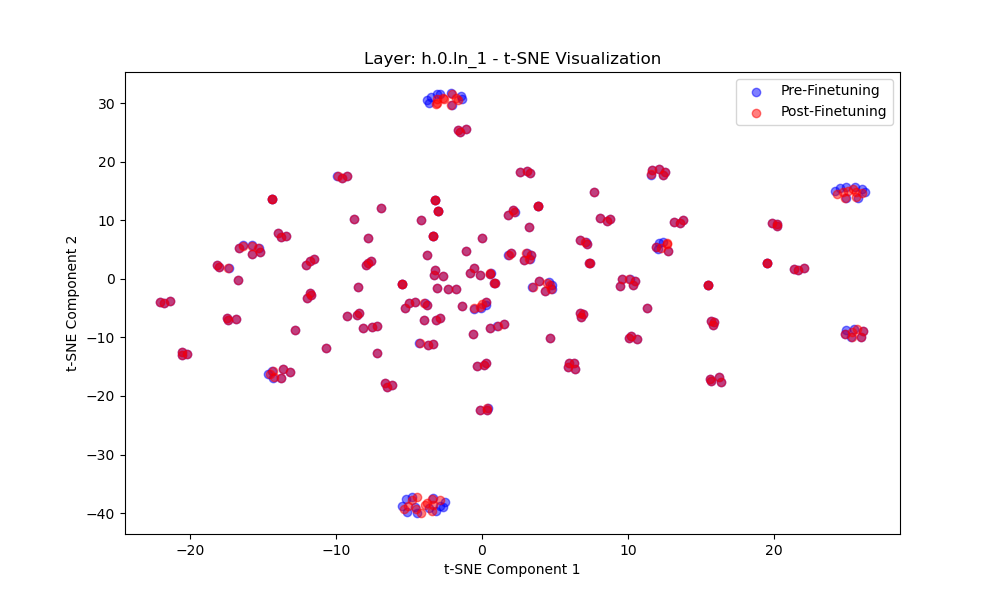 Layer: h.0.ln_1 - t-SNE Visualization
Pre-Finetuning
Post-Finetuning
30
20
10
0
−10
−20
−30
−40
t-SNE Component 2
−20
−10
0
10
20
t-SNE Component 1